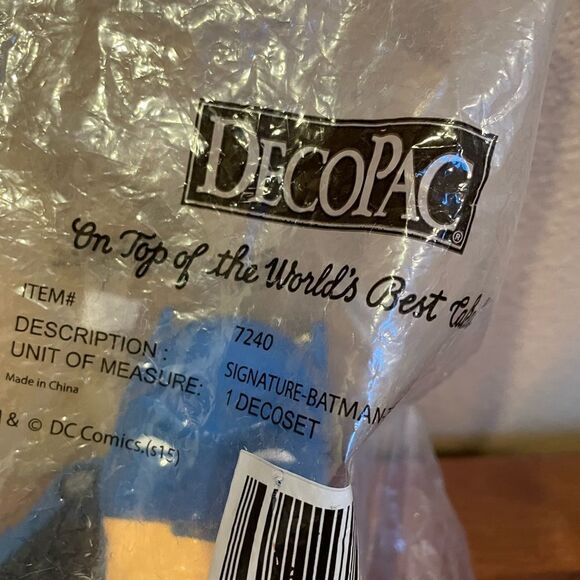 DECOPAC®
On Top of the World's Best
ITEM# 7240
DESCRIPTION : SIGNATURE-BATMAN
UNIT OF MEASURE: 1 DECOSET
Made in China
& © DC Comics.(s15)